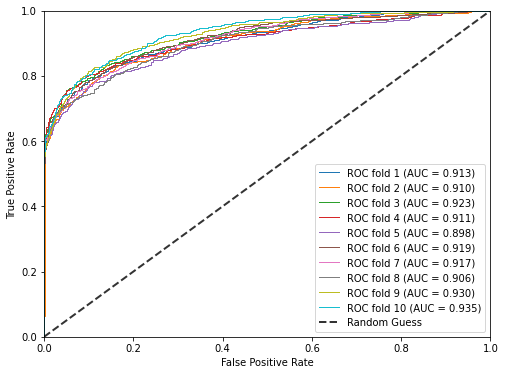 1.0
0.8
0.6
0.4
0.2
0.0
True Positive Rate
ROC fold 1 (AUC = 0.913)
ROC fold 2 (AUC = 0.910)
ROC fold 3 (AUC = 0.923)
ROC fold 4 (AUC = 0.911)
ROC fold 5 (AUC = 0.898)
ROC fold 6 (AUC = 0.919)
ROC fold 7 (AUC = 0.917)
ROC fold 8 (AUC = 0.906)
ROC fold 9 (AUC = 0.930)
ROC fold 10 (AUC = 0.935)
Random Guess
0.0 0.2 0.4 0.6 0.8 1.0
False Positive Rate